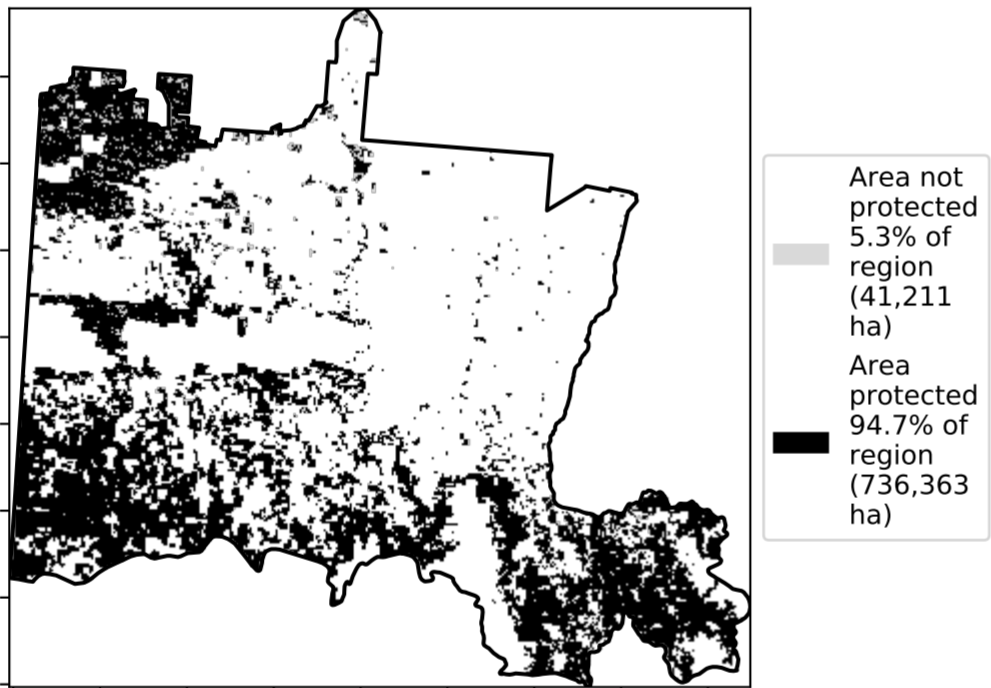 Area not
protected
5.3% of
region
(41,211
ha)
Area
protected
94.7% of
region
(736,363
ha)